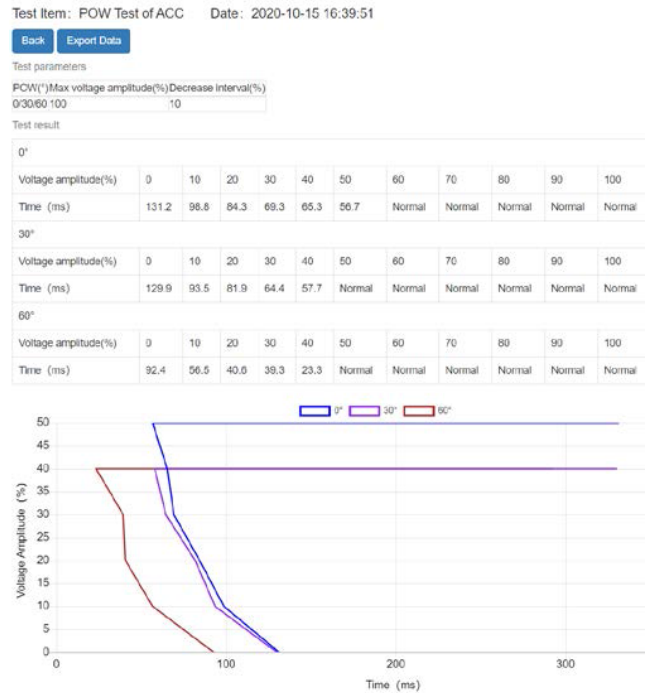 Test Item: POW Test of ACC Date: 2020-10-15 16:39:51
Back Export Data
Test parameters
POW(°) Max voltage amplitude(%) Decrease interval(%)
0/30/60 100 10
Test result
0°
Voltage amplitude(%) 0 10 20 30 40 50 60 70 80 90 100
Time (ms) 131.2 98.8 84.3 69.3 65.3 56.7 Normal Normal Normal Normal Normal
30°
Voltage amplitude(%) 0 10 20 30 40 50 60 70 80 90 100
Time (ms) 129.9 93.5 81.9 64.4 57.7 Normal Normal Normal Normal Normal Normal
60°
Voltage amplitude(%) 0 10 20 30 40 50 60 70 80 90 100
Time (ms) 92.4 56.5 40.6 39.3 23.3 Normal Normal Normal Normal Normal Normal
0° 30° 60°
50
45
40
35
30
25
20
15
10
5
0
Voltage Amplitude (%)
0 100 200 300
Time (ms)